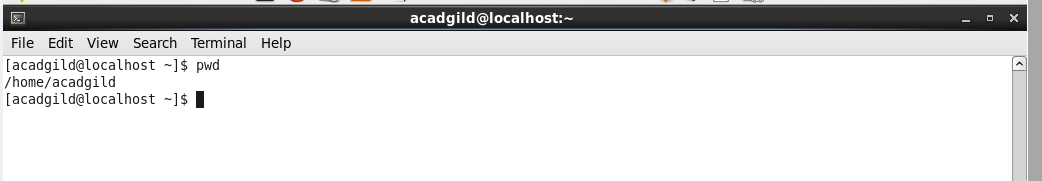 acadgild@localhost:~
File Edit View Search Terminal Help
[acadgild@localhost ~]$ pwd
/home/acadgild
[acadgild@localhost ~]$